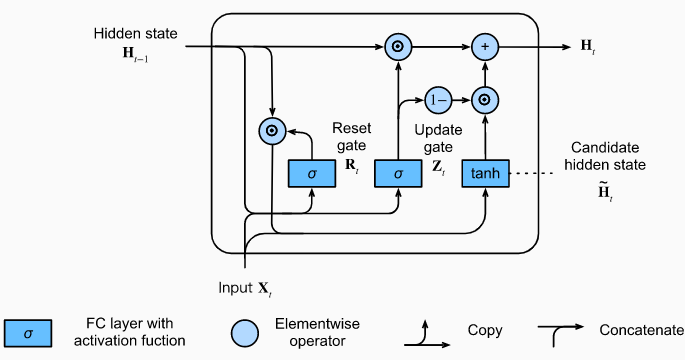 Hidden state
H_{t−1}
H_t
+
1−
Reset
gate R_t
Update
gate Z_t
σ
σ
tanh
Candidate
hidden state
H̃_t
Input X_t
σ
FC layer with
activation fuction
Elementwise
operator
Copy
Concatenate